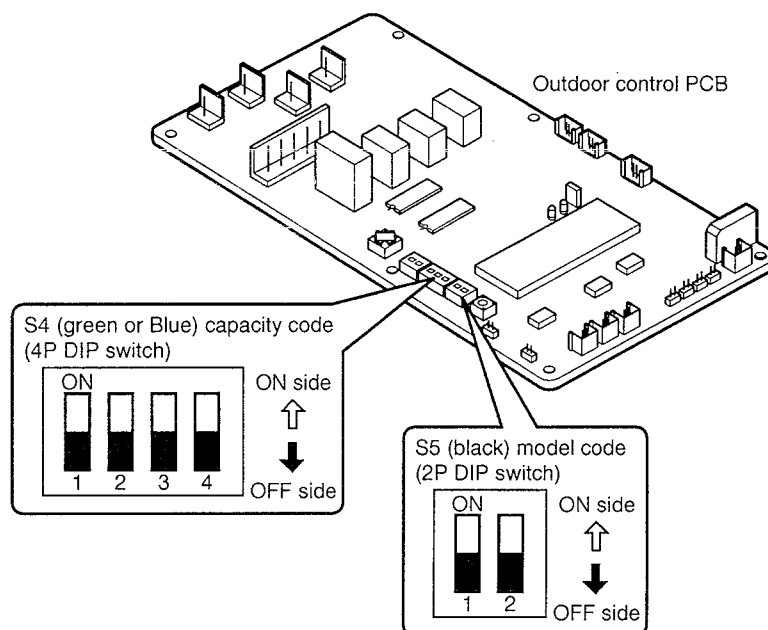 Outdoor control PCB
S4 (green or Blue) capacity code
(4P DIP switch)
ON
ON side
1 2 3 4
OFF side
S5 (black) model code
(2P DIP switch)
ON
ON side
1 2
OFF side